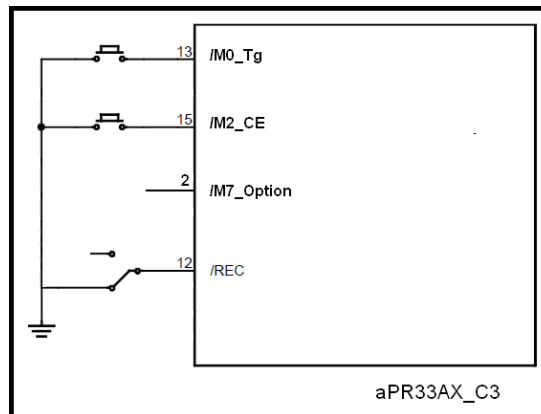 13 /M0_Tg
15 /M2_CE
2 /M7_Option
12 /REC
aPR33AX_C3